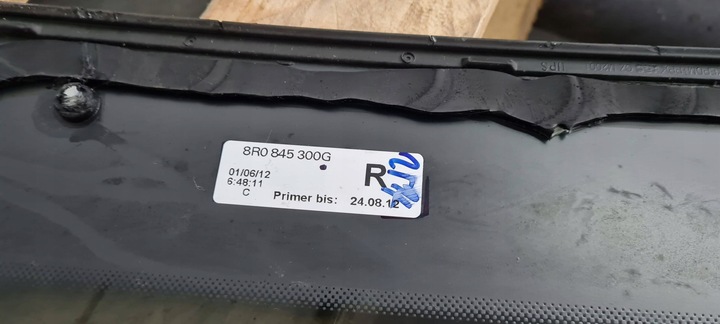 8R0 845 300G
01/06/12
6:48:11
C
R
Primer bis: 24.08.12